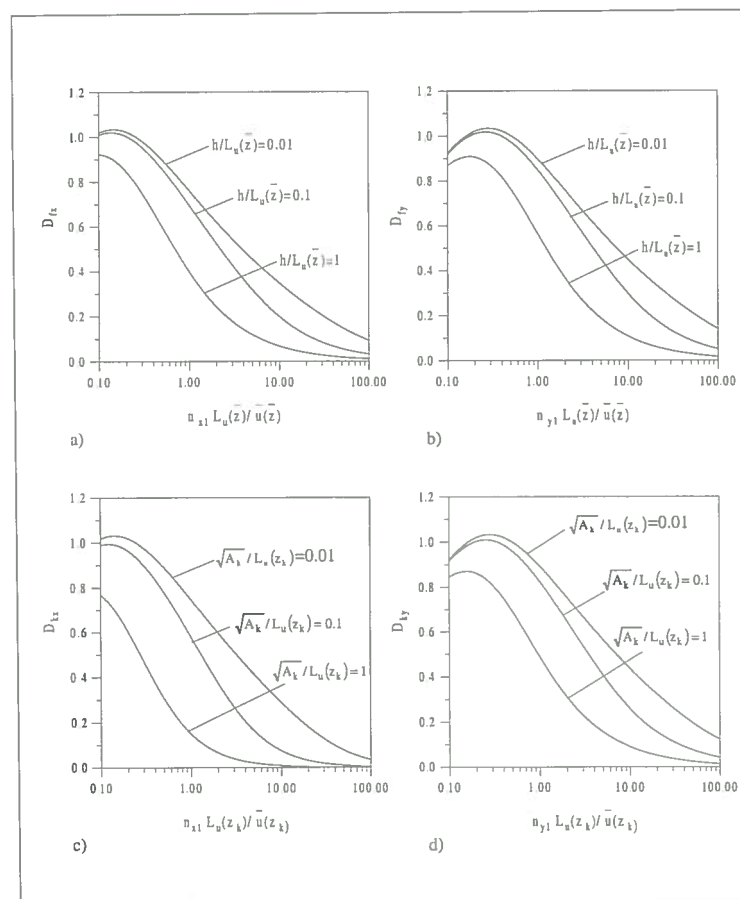 1.2
1.0
0.8
0.6
0.4
0.2
0.0
D_fx
h/L_u(z̄)=0.01
h/L_u(z̄)=0.1
h/L_u(z̄)=1
0.10 1.00 10.00 100.00
n_x1 L_u(z̄)/ ū(z̄)
a)
1.2
1.0
0.8
0.6
0.4
0.2
0.0
D_fy
h/L_u(z̄)=0.01
h/L_u(z̄)=0.1
h/L_u(z̄)=1
0.10 1.00 10.00 100.00
n_y1 L_u(z̄)/ ū(z̄)
b)
1.2
1.0
0.8
0.6
0.4
0.2
0.0
D_kx
√A_k / L_u(z_k)=0.01
√A_k / L_u(z_k)=0.1
√A_k / L_u(z_k)=1
0.10 1.00 10.00 100.00
n_x1 L_u(z_k)/ ū(z_k)
c)
1.2
1.0
0.8
0.6
0.4
0.2
0.0
D_ky
√A_k / L_u(z_k)=0.01
√A_k / L_u(z_k)=0.1
√A_k / L_u(z_k)=1
0.10 1.00 10.00 100.00
n_y1 L_u(z_k)/ ū(z_k)
d)